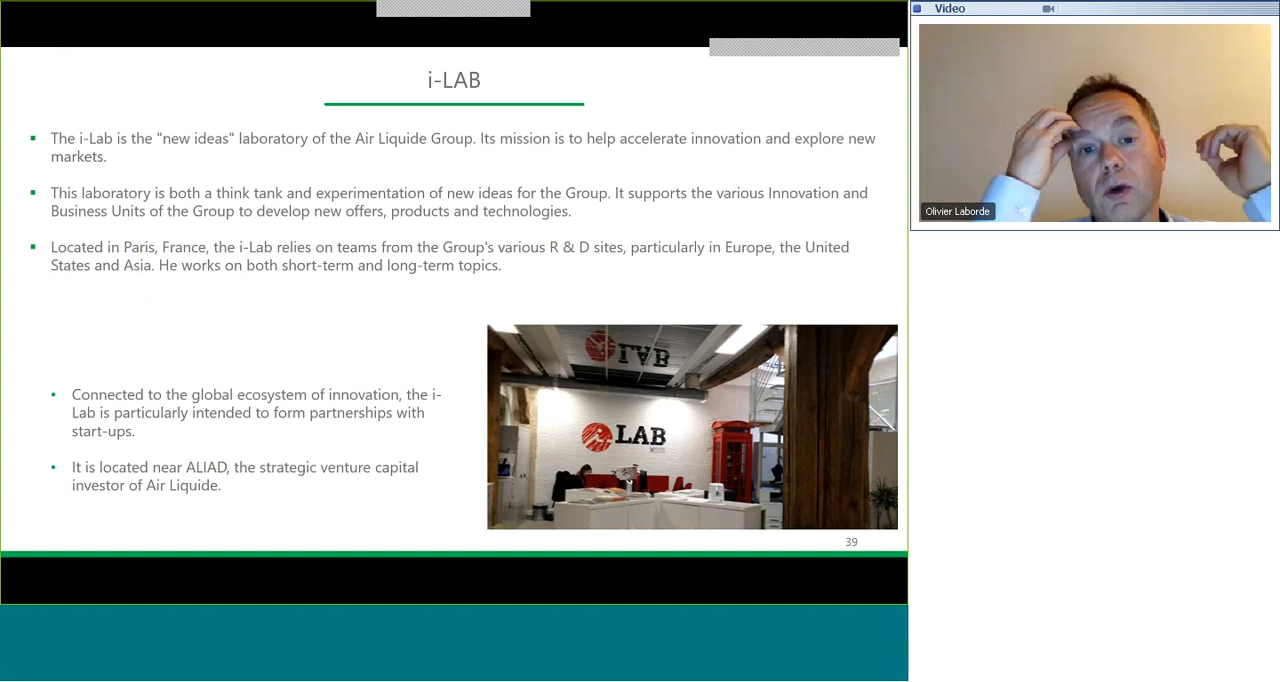 i-LAB
The i-Lab is the "new ideas" laboratory of the Air Liquide Group. Its mission is to help accelerate innovation and explore new
markets.
This laboratory is both a think tank and experimentation of new ideas for the Group. It supports the various Innovation and
Business Units of the Group to develop new offers, products and technologies.
Located in Paris, France, the i-Lab relies on teams from the Group's various R & D sites, particularly in Europe, the United
States and Asia. He works on both short-term and long-term topics.
Connected to the global ecosystem of innovation, the i-
Lab is particularly intended to form partnerships with
start-ups.
It is located near ALIAD, the strategic venture capital
investor of Air Liquide.
i LAB
39
Video
Olivier Laborde